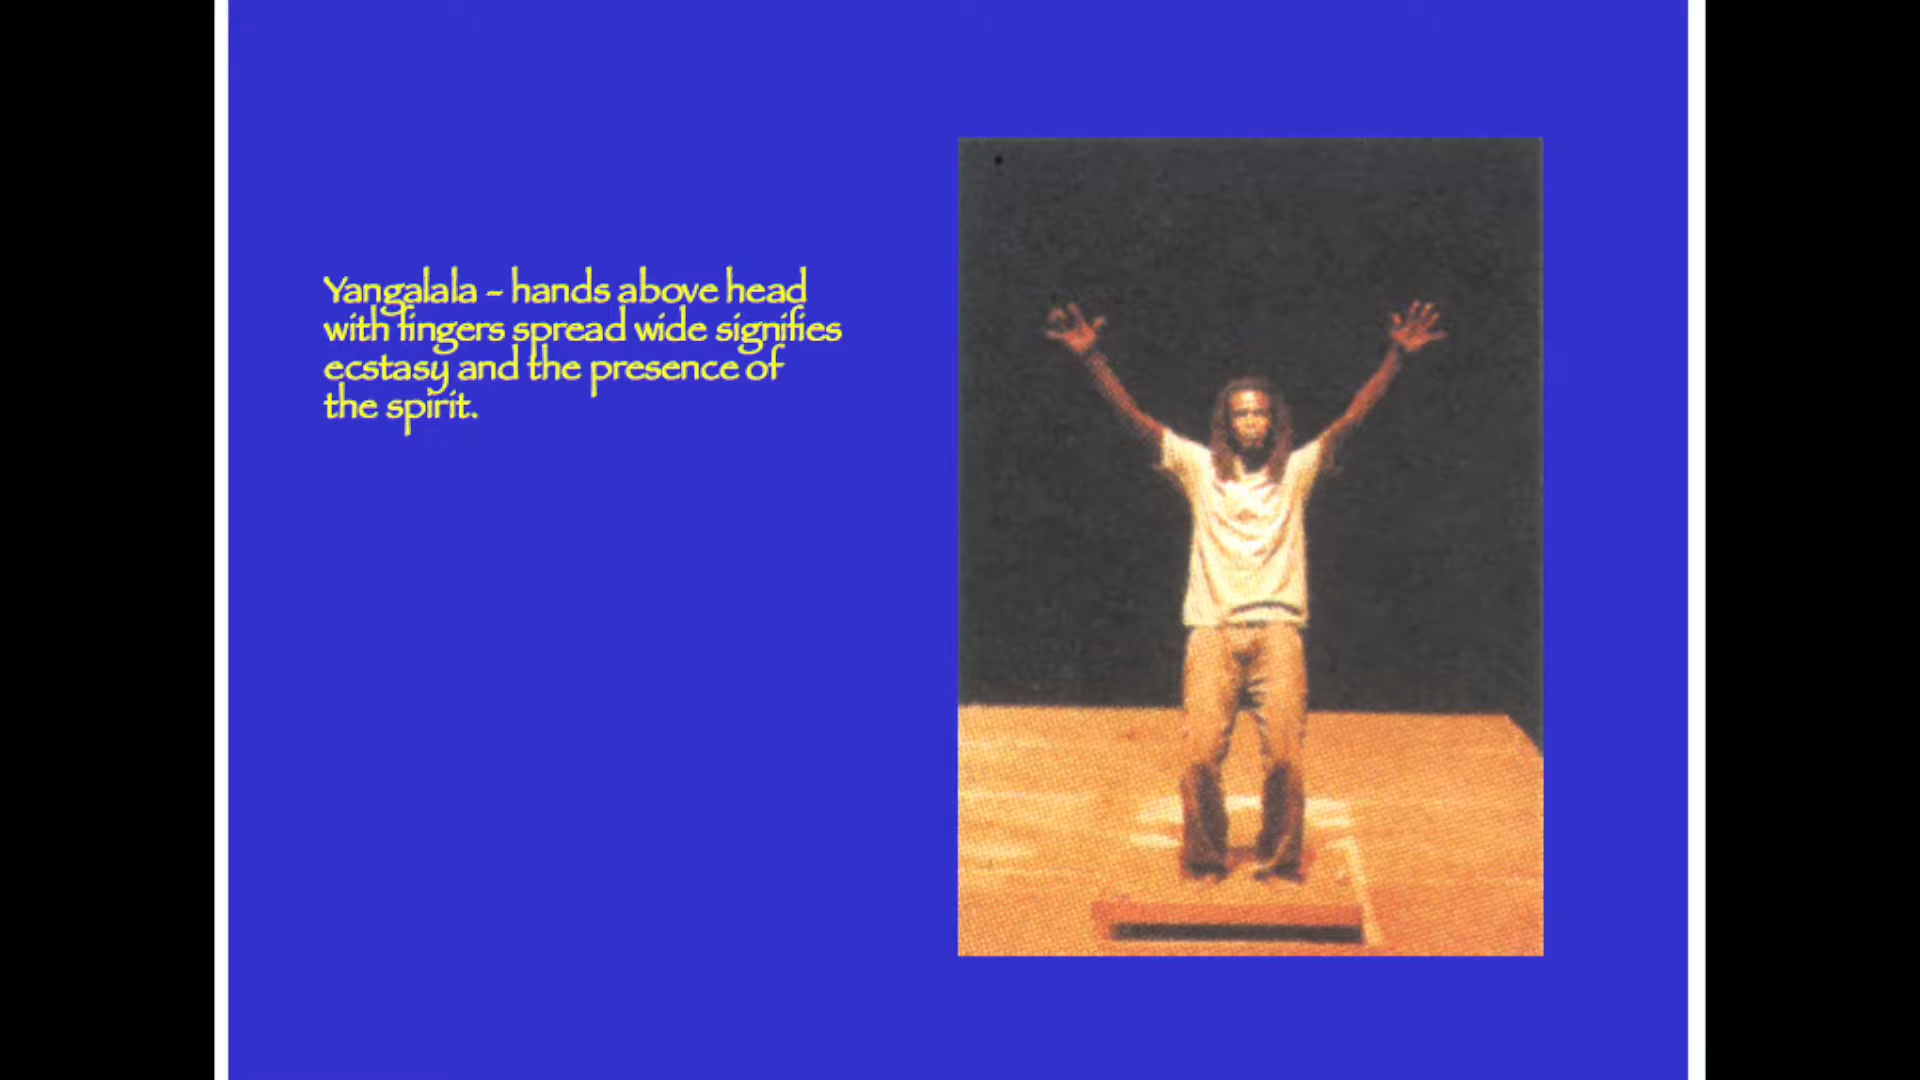 Yangalala - hands above head
with fingers spread wide signifies
ecstasy and the presence of
the spirit.